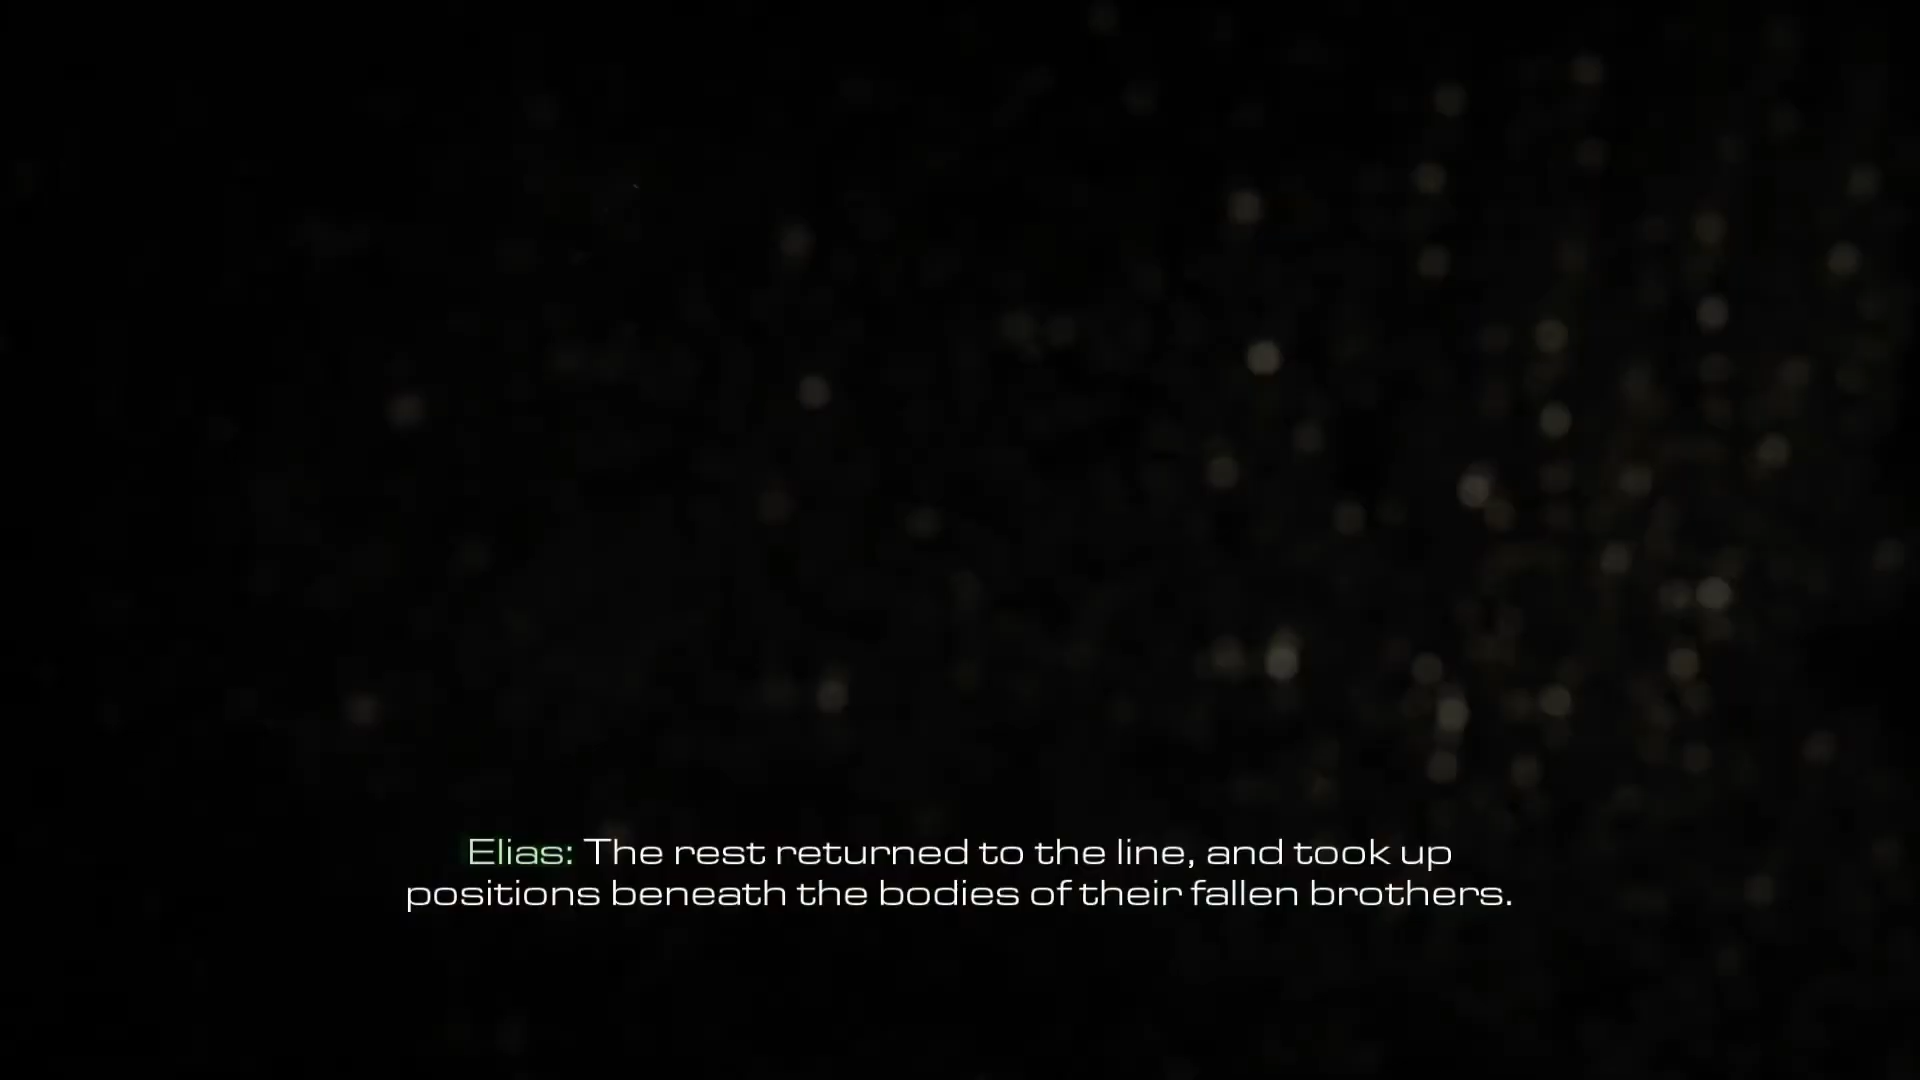 Elias: The rest returned to the line, and took up
positions beneath the bodies of their fallen brothers.